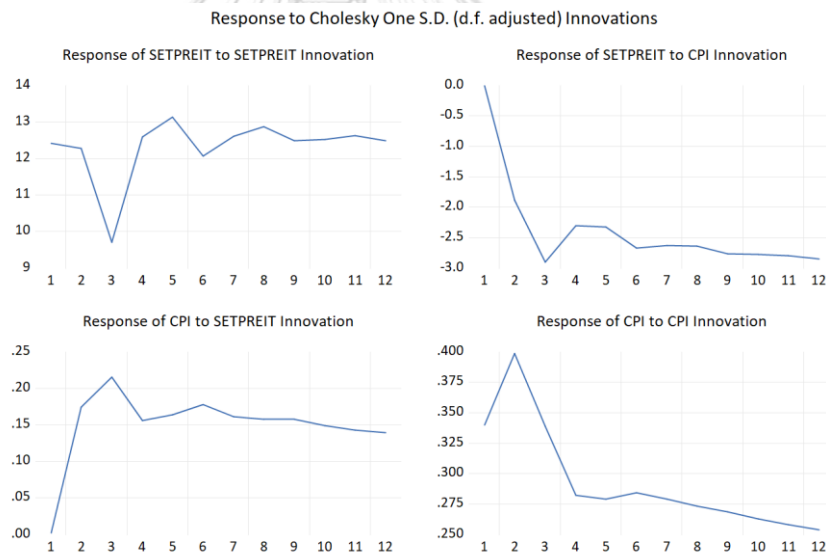 Response to Cholesky One S.D. (d.f. adjusted) Innovations
Response of SETPREIT to SETPREIT Innovation
14
13
12
11
10
9
1 2 3 4 5 6 7 8 9 10 11 12
Response of SETPREIT to CPI Innovation
0.0
-0.5
-1.0
-1.5
-2.0
-2.5
-3.0
1 2 3 4 5 6 7 8 9 10 11 12
Response of CPI to SETPREIT Innovation
.25
.20
.15
.10
.05
.00
1 2 3 4 5 6 7 8 9 10 11 12
Response of CPI to CPI Innovation
.400
.375
.350
.325
.300
.275
.250
1 2 3 4 5 6 7 8 9 10 11 12